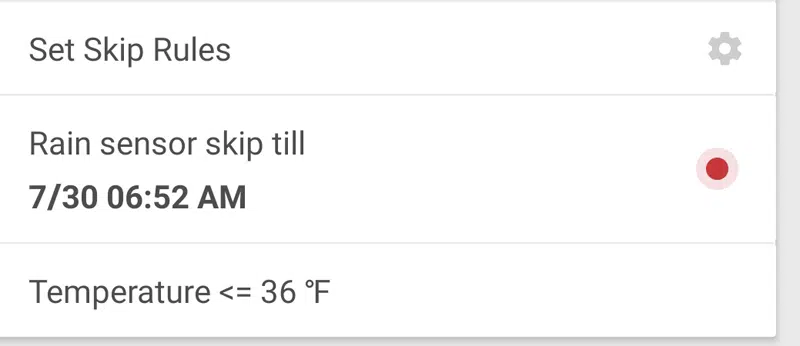 Set Skip Rules
Rain sensor skip till
7/30 06:52 AM
Temperature <= 36 °F